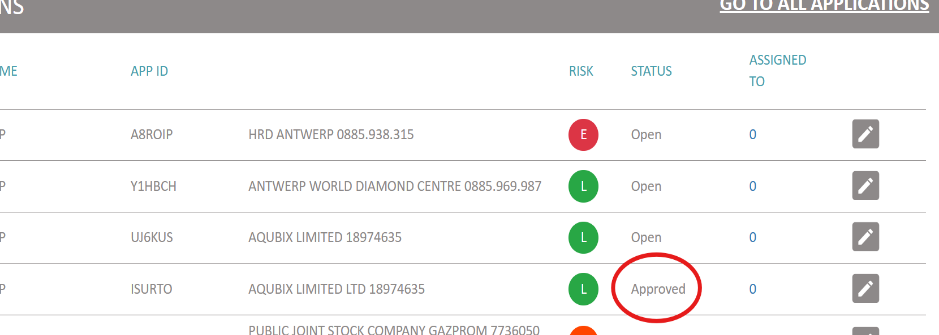 NS GO TO ALL APPLICATIONS
ME APP ID RISK STATUS ASSIGNED TO
P A8ROIP HRD ANTWERP 0885.938.315 E Open 0
P Y1HBCH ANTWERP WORLD DIAMOND CENTRE 0885.969.987 L Open 0
P UJ6KUS AQUBIX LIMITED 18974635 L Open 0
P ISURTO AQUBIX LIMITED LTD 18974635 L Approved 0
PUBLIC JOINT STOCK COMPANY GAZPROM 7736050